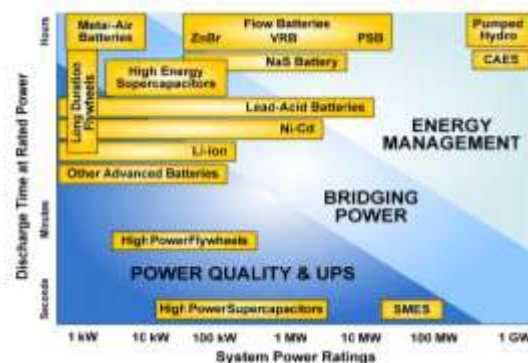 Hours
Minutes
Seconds
Discharge Time at Rated Power
Metal-Air
Batteries
Flow Batteries
ZnBr VRB PSB
Pumped
Hydro
NaS Battery
CAES
High Energy
Supercapacitors
Long Duration
Flywheels
Lead-Acid Batteries
Ni-Cd
Li-ion
Other Advanced Batteries
ENERGY
MANAGEMENT
BRIDGING
POWER
High Power Flywheels
POWER QUALITY & UPS
High Power Supercapacitors
SMES
1 kW 10 kW 100 kW 1 MW 10 MW 100 MW 1 GW
System Power Ratings